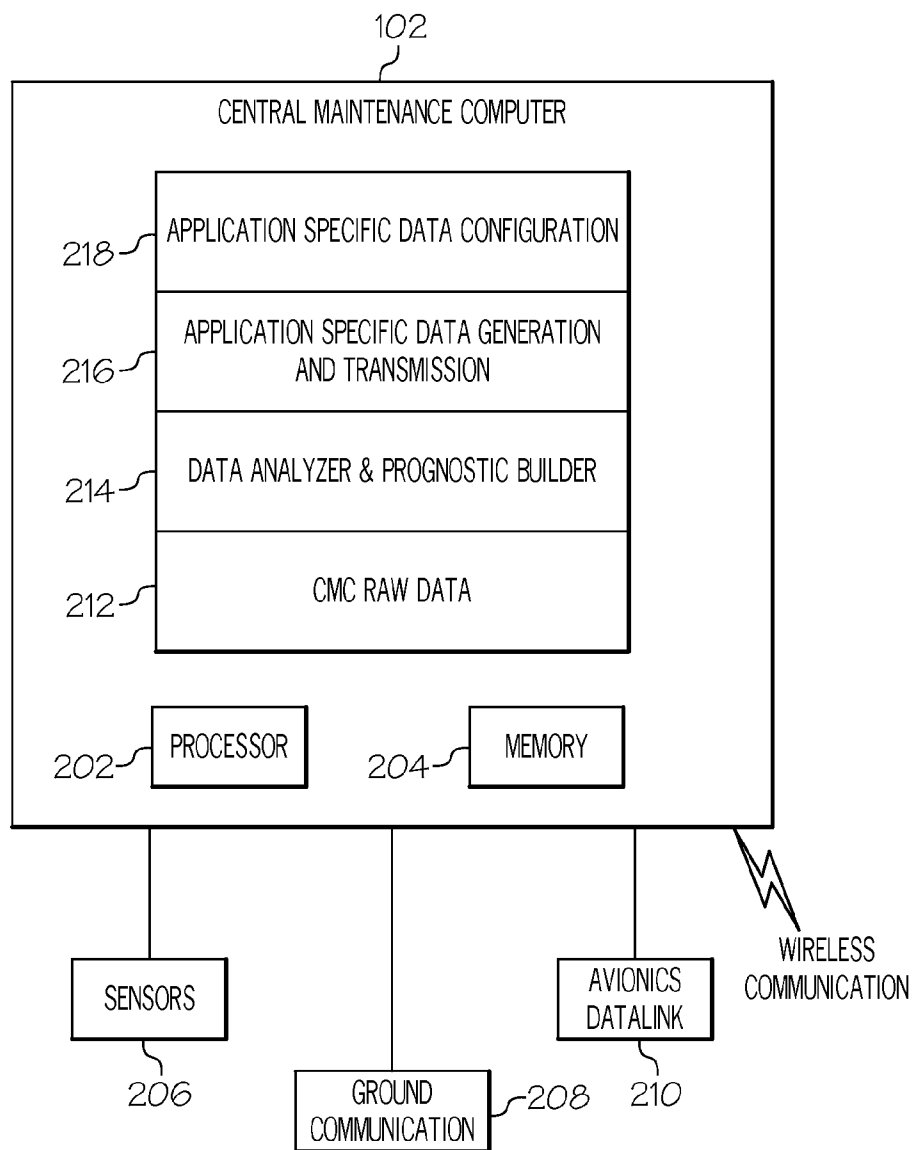 102
CENTRAL MAINTENANCE COMPUTER
APPLICATION SPECIFIC DATA CONFIGURATION
218
APPLICATION SPECIFIC DATA GENERATION
AND TRANSMISSION
216
DATA ANALYZER & PROGNOSTIC BUILDER
214
CMC RAW DATA
212
PROCESSOR
202
MEMORY
204
WIRELESS
COMMUNICATION
SENSORS
206
AVIONICS
DATALINK
210
GROUND
COMMUNICATION
208